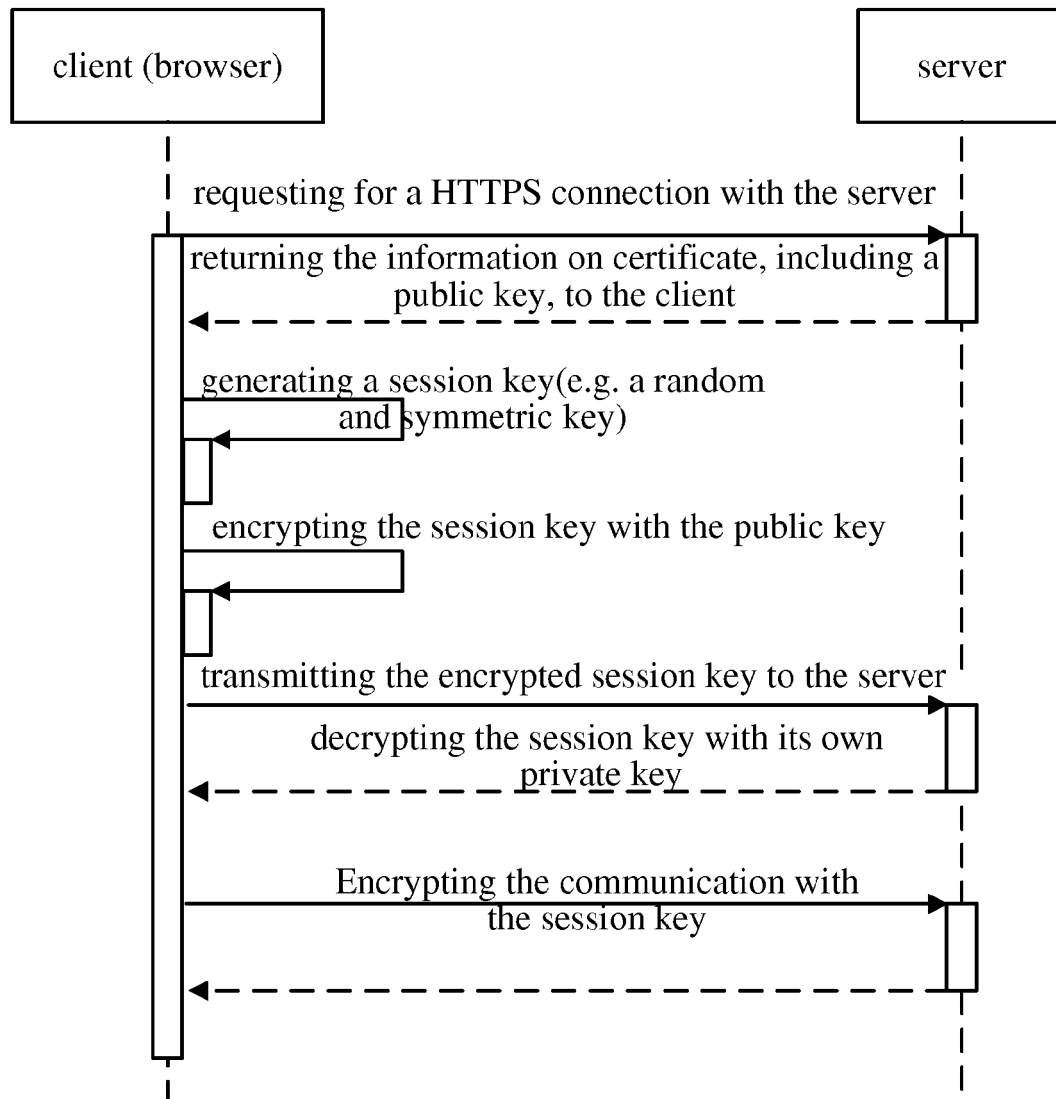 client (browser)
server
requesting for a HTTPS connection with the server
returning the information on certificate, including a
public key, to the client
generating a session key(e.g. a random
and symmetric key)
encrypting the session key with the public key
transmitting the encrypted session key to the server
decrypting the session key with its own
private key
Encrypting the communication with
the session key